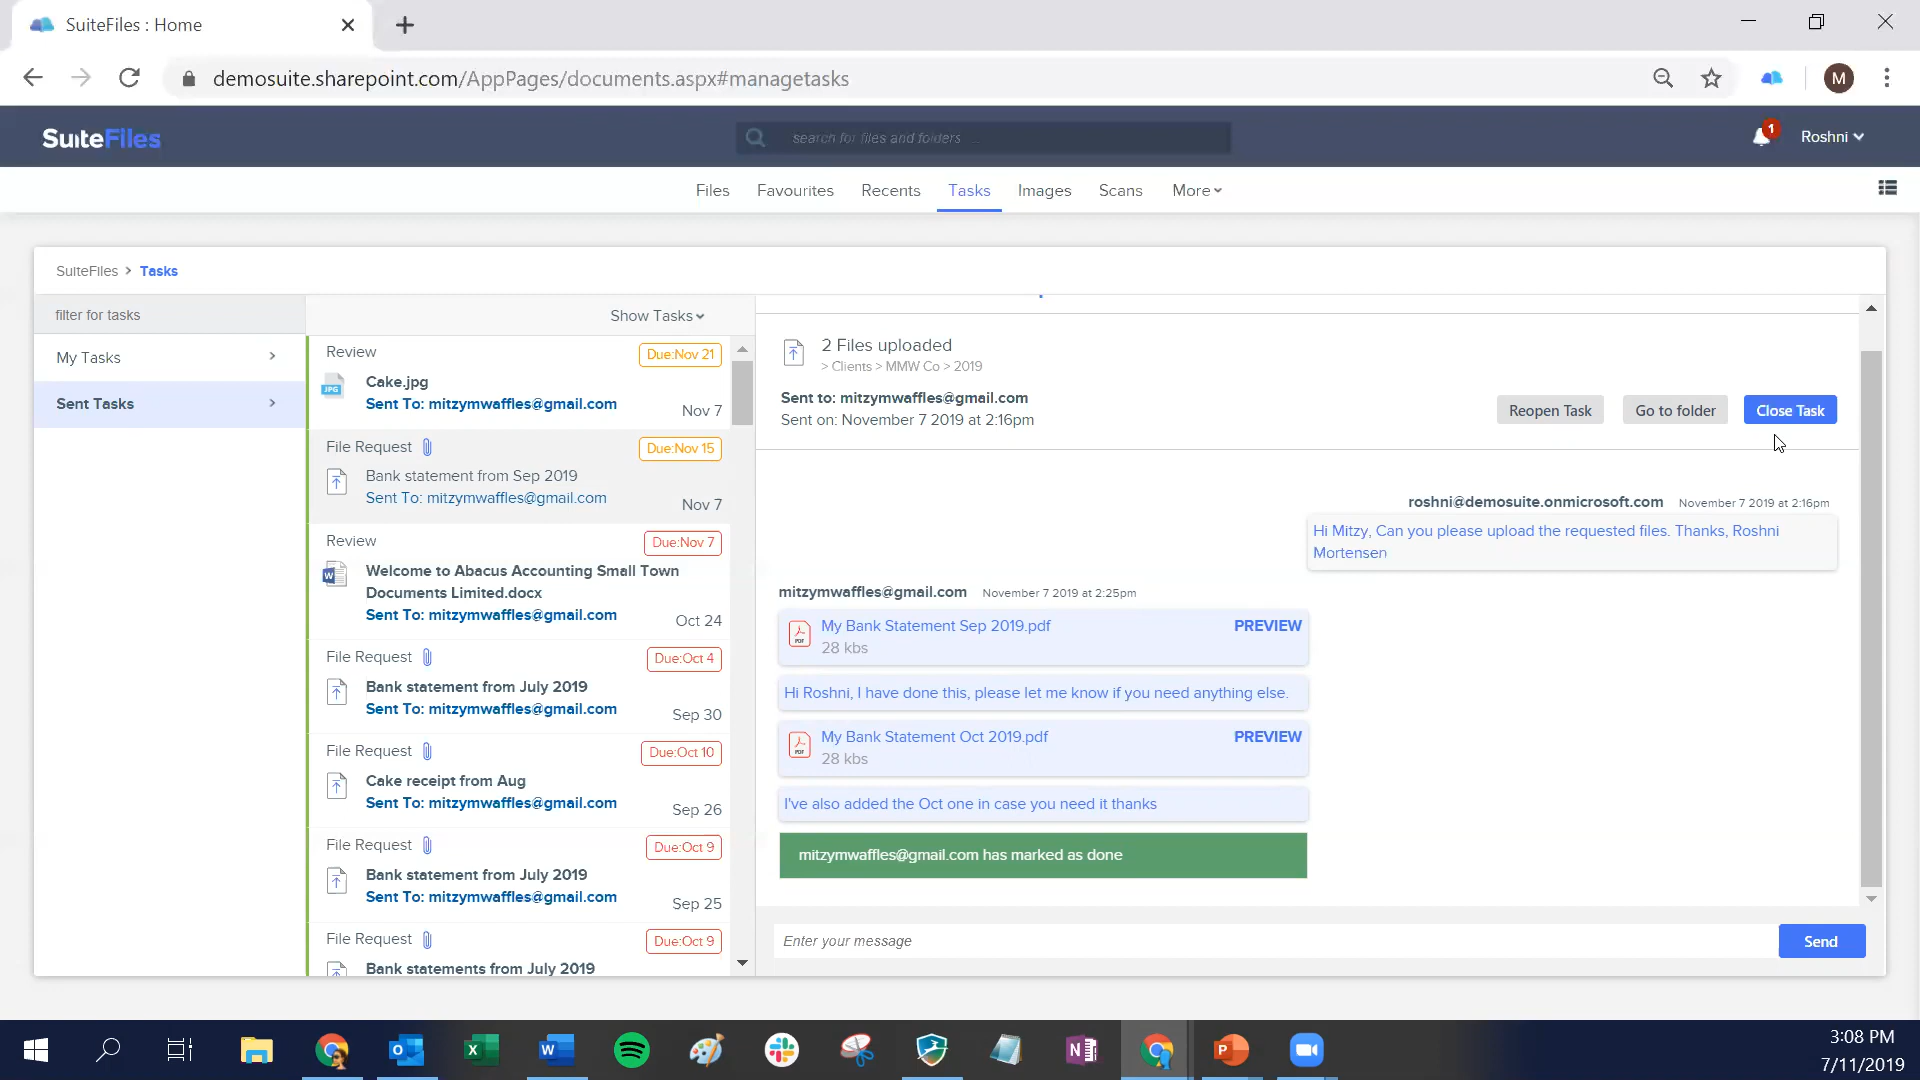 SuiteFiles : Home
demosuite.sharepoint.com/AppPages/documents.aspx#managetasks
M
SuiteFiles
search for files and folders ...
1
Roshni
Files
Favourites
Recents
Tasks
Images
Scans
More
SuiteFiles > Tasks
filter for tasks
My Tasks
Sent Tasks
Show Tasks
Review
Due:Nov 21
JPG
Cake.jpg
Sent To: mitzymwaffles@gmail.com
Nov 7
File Request
Due:Nov 15
Bank statement from Sep 2019
Sent To: mitzymwaffles@gmail.com
Nov 7
Review
Due:Nov 7
Welcome to Abacus Accounting Small Town
Documents Limited.docx
Sent To: mitzymwaffles@gmail.com
Oct 24
File Request
Due:Oct 4
Bank statement from July 2019
Sent To: mitzymwaffles@gmail.com
Sep 30
File Request
Due:Oct 10
Cake receipt from Aug
Sent To: mitzymwaffles@gmail.com
Sep 26
File Request
Due:Oct 9
Bank statement from July 2019
Sent To: mitzymwaffles@gmail.com
Sep 25
File Request
Due:Oct 9
Bank statements from July 2019
2 Files uploaded
> Clients > MMW Co > 2019
Sent to: mitzymwaffles@gmail.com
Sent on: November 7 2019 at 2:16pm
Reopen Task
Go to folder
Close Task
roshni@demosuite.onmicrosoft.com November 7 2019 at 2:16pm
Hi Mitzy, Can you please upload the requested files. Thanks, Roshni
Mortensen
mitzymwaffles@gmail.com November 7 2019 at 2:25pm
My Bank Statement Sep 2019.pdf
PREVIEW
28 kbs
Hi Roshni, I have done this, please let me know if you need anything else.
My Bank Statement Oct 2019.pdf
PREVIEW
28 kbs
I've also added the Oct one in case you need it thanks
mitzymwaffles@gmail.com has marked as done
Enter your message
Send
3:08 PM
7/11/2019